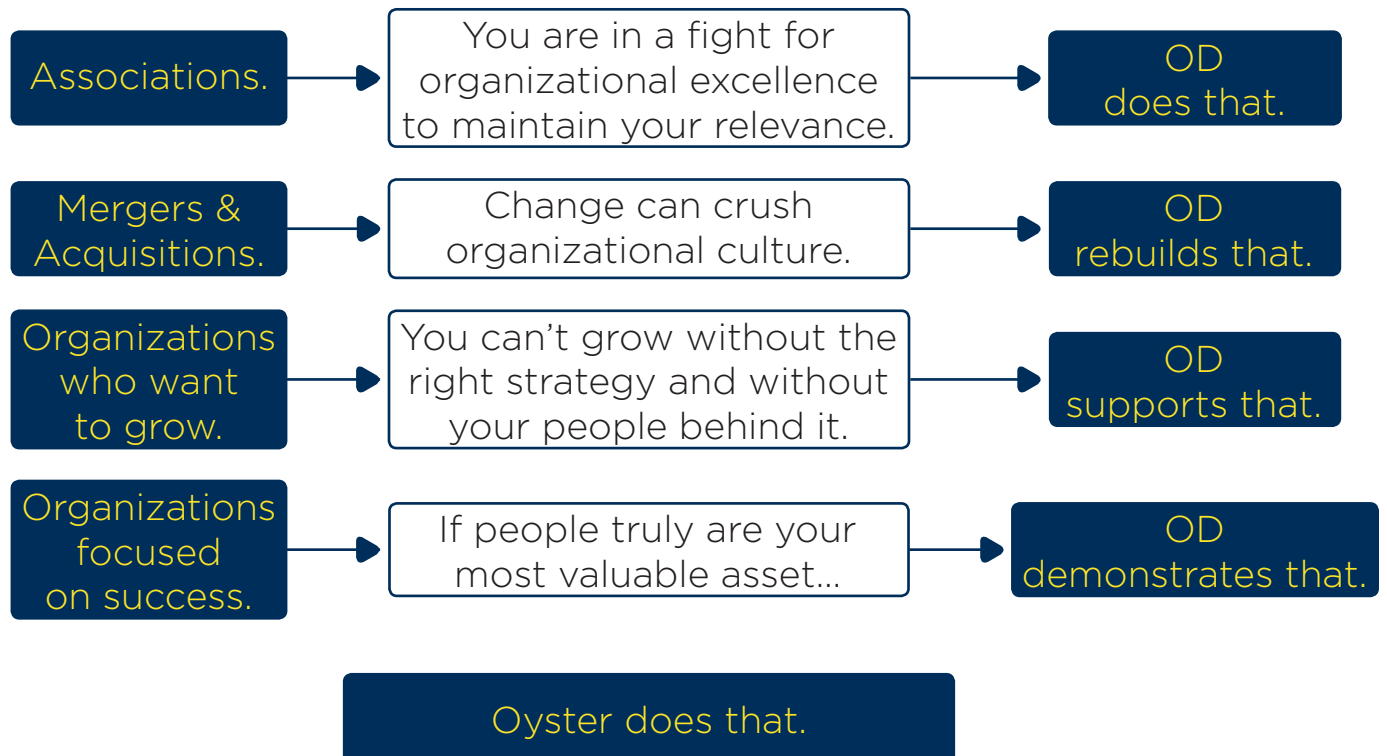 Associations.
You are in a fight for
organizational excellence
to maintain your relevance.
OD
does that.
Mergers &
Acquisitions.
Change can crush
organizational culture.
OD
rebuilds that.
Organizations
who want
to grow.
You can’t grow without the
right strategy and without
your people behind it.
OD
supports that.
Organizations
focused
on success.
If people truly are your
most valuable asset...
OD
demonstrates that.
Oyster does that.